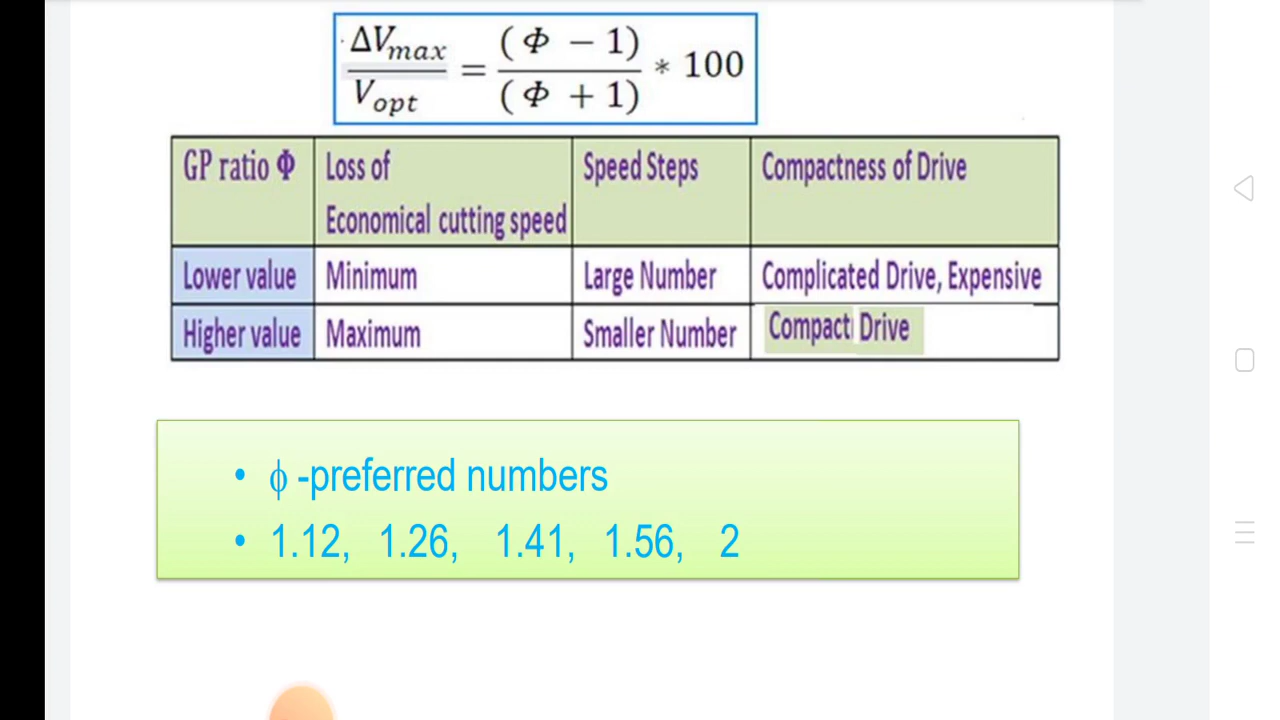 ΔVmax / Vopt = (Φ − 1) / (Φ + 1) * 100
GP ratio Φ | Loss of Economical cutting speed | Speed Steps | Compactness of Drive
Lower value | Minimum | Large Number | Complicated Drive, Expensive
Higher value | Maximum | Smaller Number | Compact Drive
• ϕ -preferred numbers
• 1.12, 1.26, 1.41, 1.56, 2